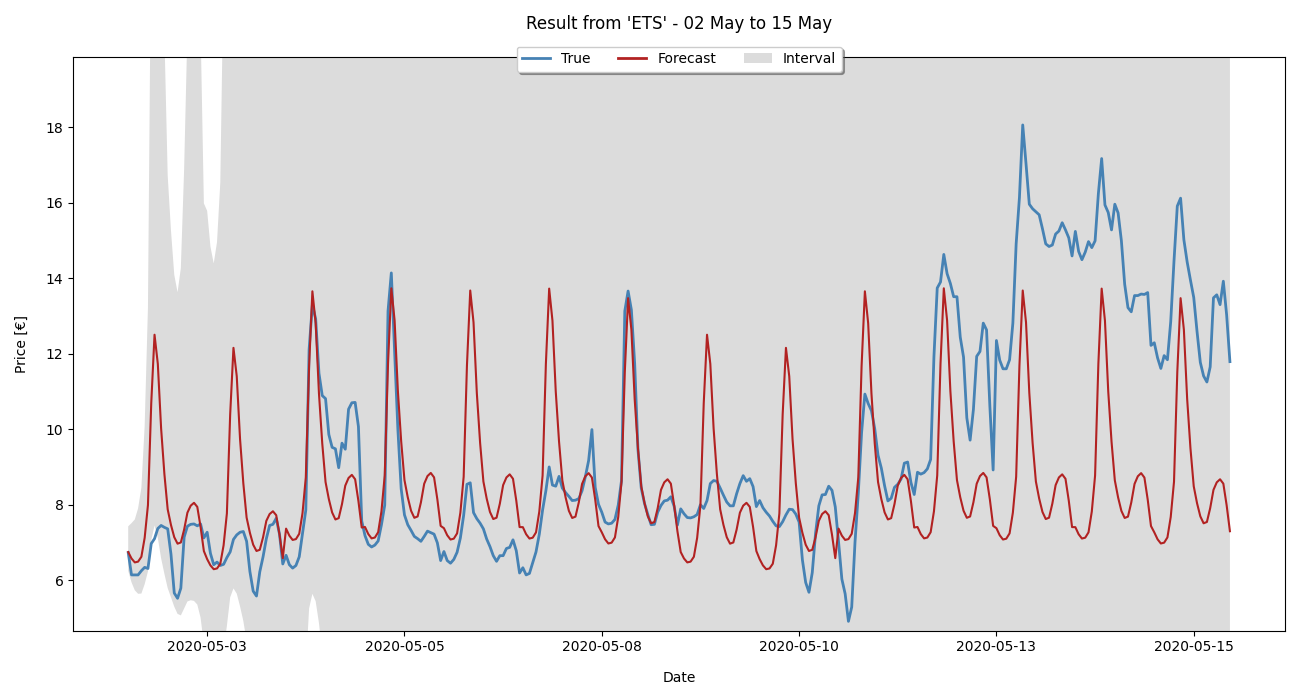 Result from 'ETS' - 02 May to 15 May
True
Forecast
Interval
Price [€]
18
16
14
12
10
8
6
2020-05-03
2020-05-05
2020-05-08
2020-05-10
2020-05-13
2020-05-15
Date